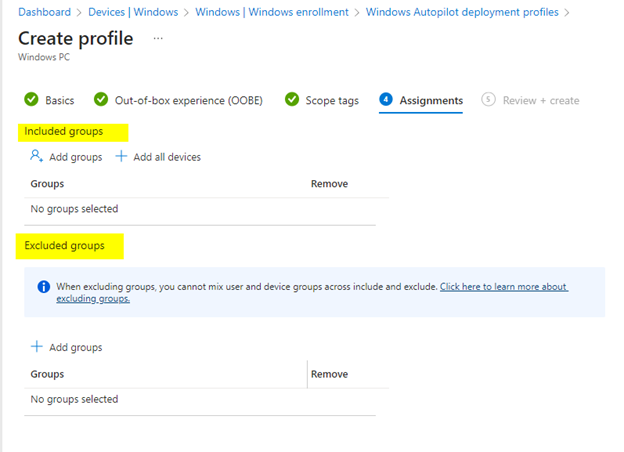 Dashboard > Devices | Windows > Windows | Windows enrollment > Windows Autopilot deployment profiles >
Create profile ...
Windows PC
Basics Out-of-box experience (OOBE) Scope tags 4 Assignments 5 Review + create
Included groups
Add groups + Add all devices
Groups Remove
No groups selected
Excluded groups
When excluding groups, you cannot mix user and device groups across include and exclude. Click here to learn more about
excluding groups.
+ Add groups
Groups Remove
No groups selected